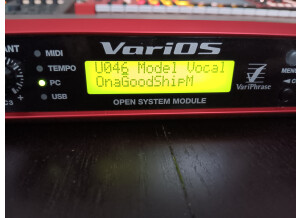 VariOS
MIDI
TEMPO
PC
USB
U046 Model Vocal
OnaGoodShipM
VariPhrase
OPEN SYSTEM MODULE